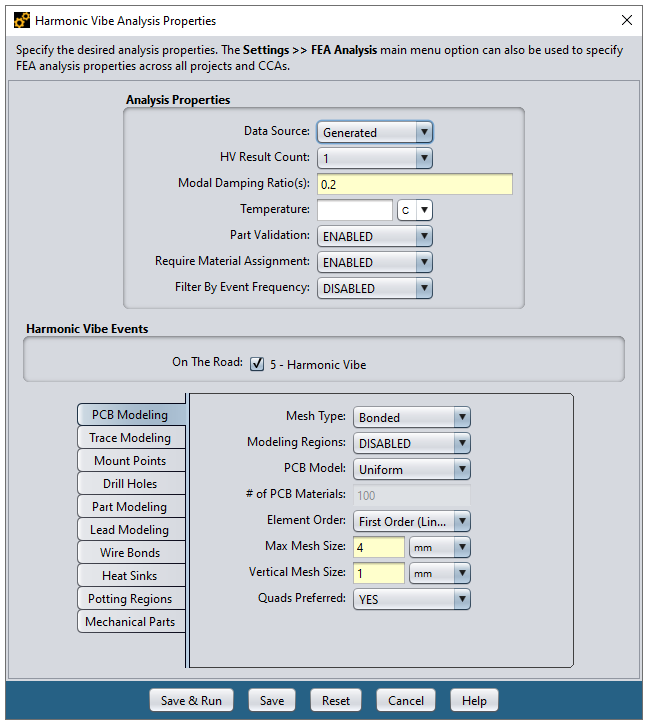 Harmonic Vibe Analysis Properties
Specify the desired analysis properties. The Settings >> FEA Analysis main menu option can also be used to specify
FEA analysis properties across all projects and CCAs.
Analysis Properties
Data Source: Generated
HV Result Count: 1
Modal Damping Ratio(s): 0.2
Temperature: C
Part Validation: ENABLED
Require Material Assignment: ENABLED
Filter By Event Frequency: DISABLED
Harmonic Vibe Events
On The Road: 5 - Harmonic Vibe
PCB Modeling
Trace Modeling
Mount Points
Drill Holes
Part Modeling
Lead Modeling
Wire Bonds
Heat Sinks
Potting Regions
Mechanical Parts
Mesh Type: Bonded
Modeling Regions: DISABLED
PCB Model: Uniform
# of PCB Materials: 100
Element Order: First Order (Lin...
Max Mesh Size: 4 mm
Vertical Mesh Size: 1 mm
Quads Preferred: YES
Save & Run Save Reset Cancel Help